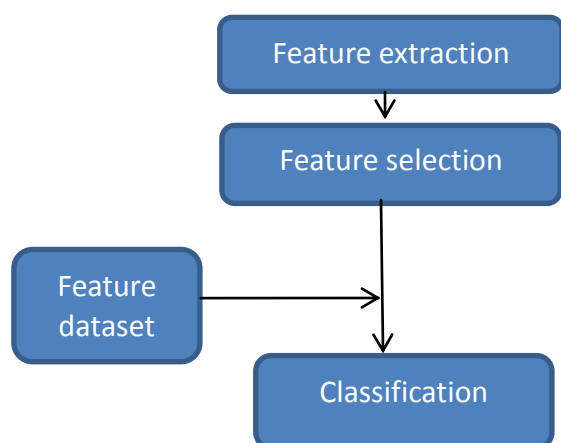 Feature extraction
Feature selection
Feature
dataset
Classification